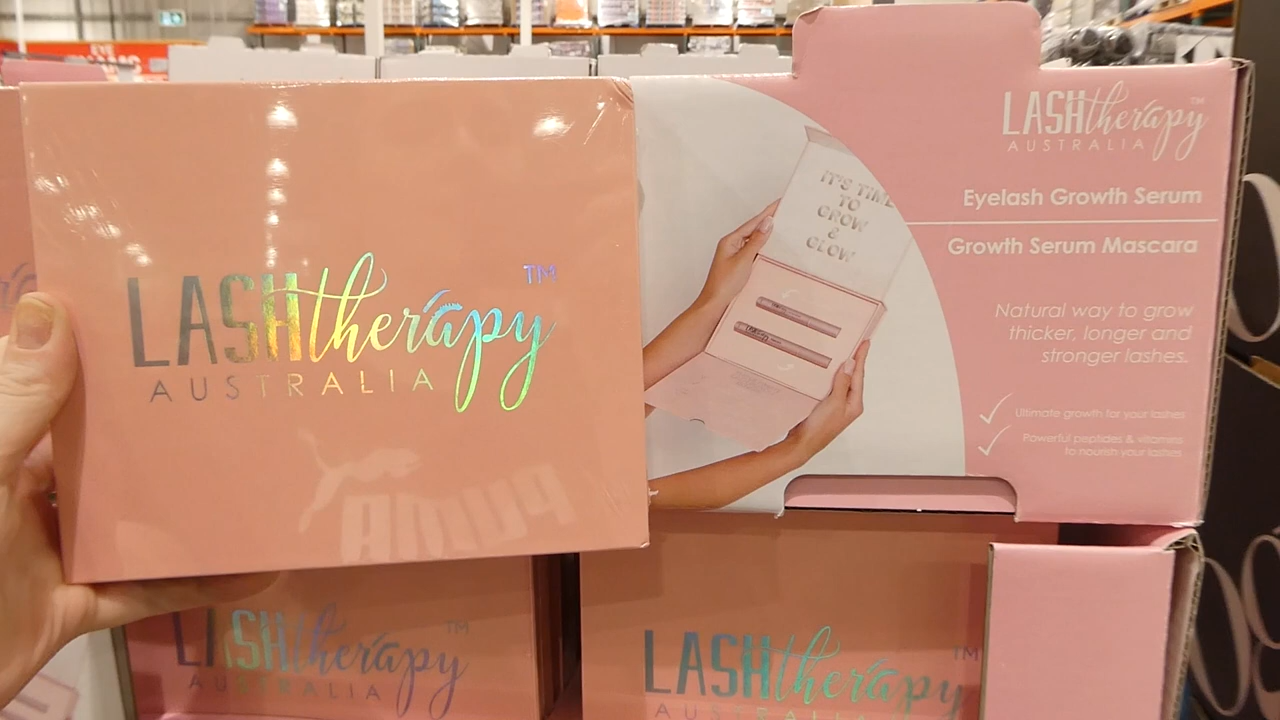 LASHtherapy™
AUSTRALIA
PUMA
LASHtherapy™
AUSTRALIA
Eyelash Growth Serum
Growth Serum Mascara
Natural way to grow
thicker, longer and
stronger lashes.
Ultimate growth for your lashes
Powerful peptides & vitamins
to nourish your lashes.
IT'S TIME
TO
GROW
&
GLOW
LASHtherapy™
AUSTRALIA
LASHtherapy™
AUSTRALIA